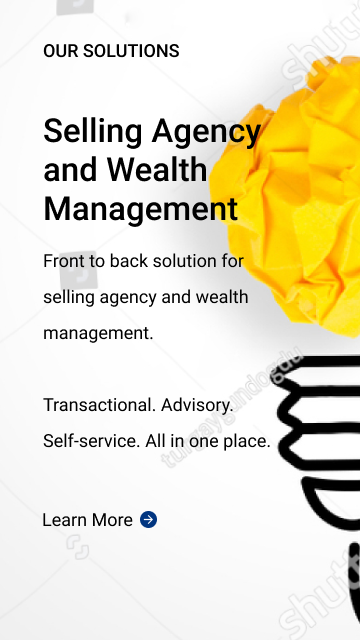 OUR SOLUTIONS
Selling Agency
and Wealth
Management
Front to back solution for
selling agency and wealth
management.
Transactional. Advisory.
Self-service. All in one place.
Learn More
turgaygundogdu